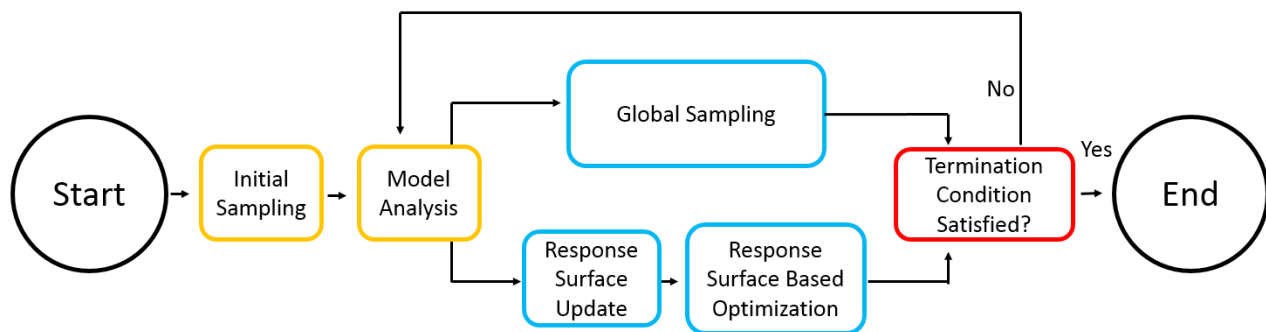 Start
Initial
Sampling
Model
Analysis
Global Sampling
Response
Surface
Update
Response
Surface Based
Optimization
Termination
Condition
Satisfied?
No
Yes
End